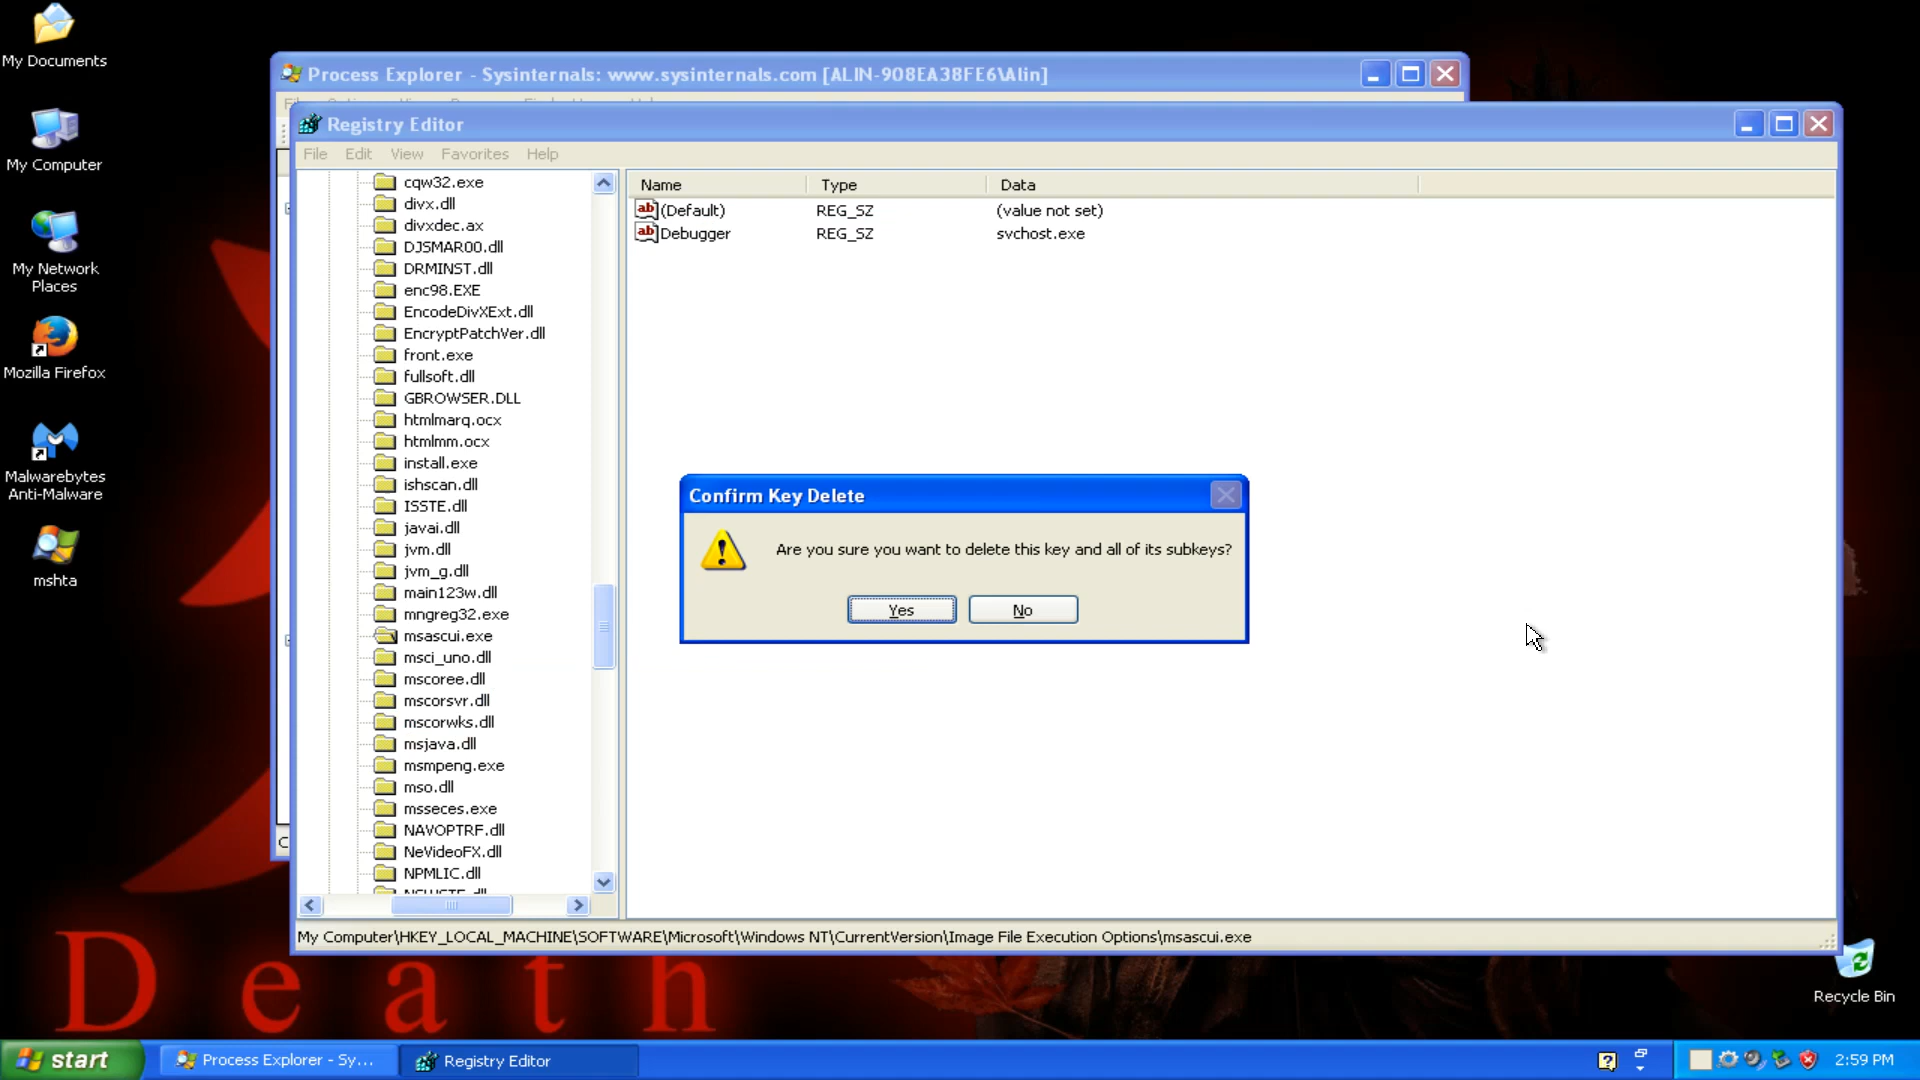 My Documents
My Computer
My Network
Places
Mozilla Firefox
Malwarebytes
Anti-Malware
mshta
Process Explorer - Sysinternals: www.sysinternals.com [ALIN-908EA38FE6\Alin]
Registry Editor
File Edit View Favorites Help
cqw32.exe
divx.dll
divxdec.ax
DJSMAR00.dll
DRMINST.dll
enc98.EXE
EncodeDivXExt.dll
EncryptPatchVer.dll
front.exe
fullsoft.dll
GBROWSER.DLL
htmlmarq.ocx
htmlmm.ocx
install.exe
ishscan.dll
ISSTE.dll
javai.dll
jvm.dll
jvm_g.dll
main123w.dll
mngreg32.exe
msascui.exe
msci_uno.dll
mscoree.dll
mscorsvr.dll
mscorwks.dll
msjava.dll
msmpeng.exe
mso.dll
msseces.exe
NAVOPTRF.dll
NeVideoFX.dll
NPMLIC.dll
Name Type Data
(Default) REG_SZ (value not set)
Debugger REG_SZ svchost.exe
Confirm Key Delete
Are you sure you want to delete this key and all of its subkeys?
Yes No
My Computer\HKEY_LOCAL_MACHINE\SOFTWARE\Microsoft\Windows NT\CurrentVersion\Image File Execution Options\msascui.exe
Death
Recycle Bin
start Process Explorer - Sy... Registry Editor 2:59 PM